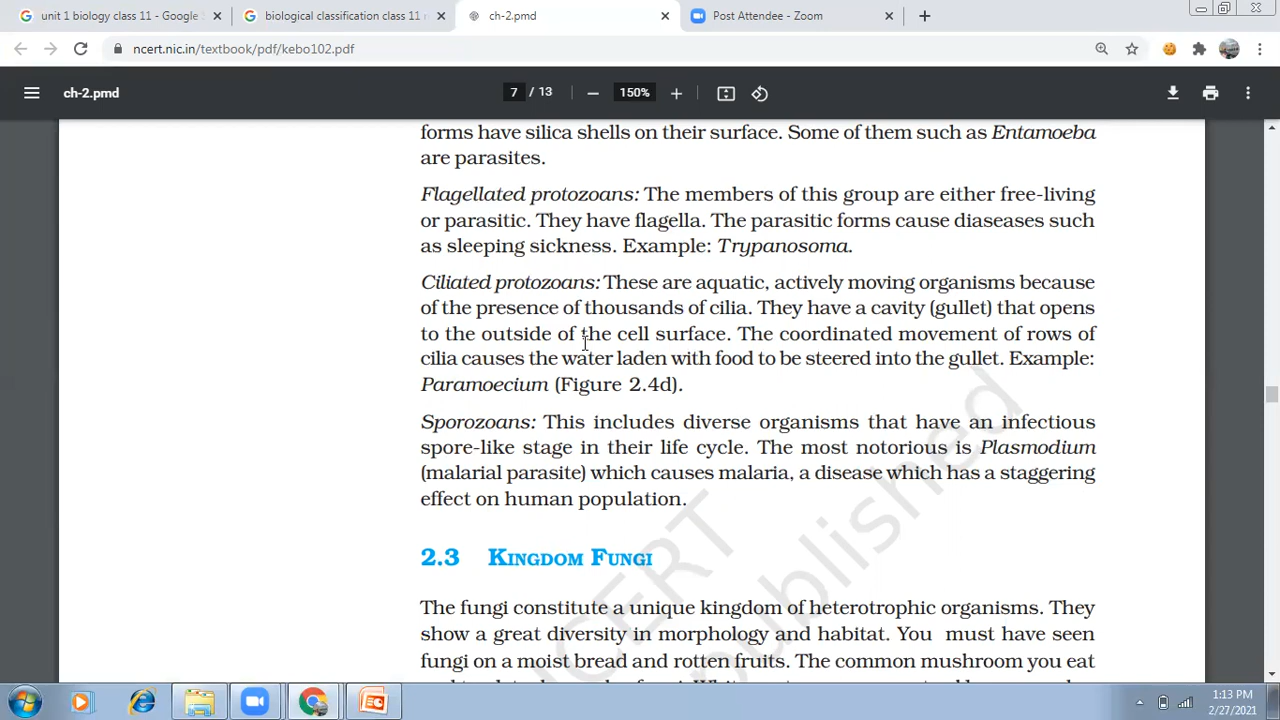 unit 1 biology class 11 - Google
biological classification class 11
ch-2.pmd
Post Attendee - Zoom
ncert.nic.in/textbook/pdf/kebo102.pdf
ch-2.pmd
7 / 13
150%
forms have silica shells on their surface. Some of them such as Entamoeba
are parasites.
Flagellated protozoans: The members of this group are either free-living
or parasitic. They have flagella. The parasitic forms cause diaseases such
as sleeping sickness. Example: Trypanosoma.
Ciliated protozoans: These are aquatic, actively moving organisms because
of the presence of thousands of cilia. They have a cavity (gullet) that opens
to the outside of the cell surface. The coordinated movement of rows of
cilia causes the water laden with food to be steered into the gullet. Example:
Paramoecium (Figure 2.4d).
Sporozoans: This includes diverse organisms that have an infectious
spore-like stage in their life cycle. The most notorious is Plasmodium
(malarial parasite) which causes malaria, a disease which has a staggering
effect on human population.
2.3 KINGDOM FUNGI
The fungi constitute a unique kingdom of heterotrophic organisms. They
show a great diversity in morphology and habitat. You must have seen
fungi on a moist bread and rotten fruits. The common mushroom you eat
NCERT
published
1:13 PM
2/27/2021